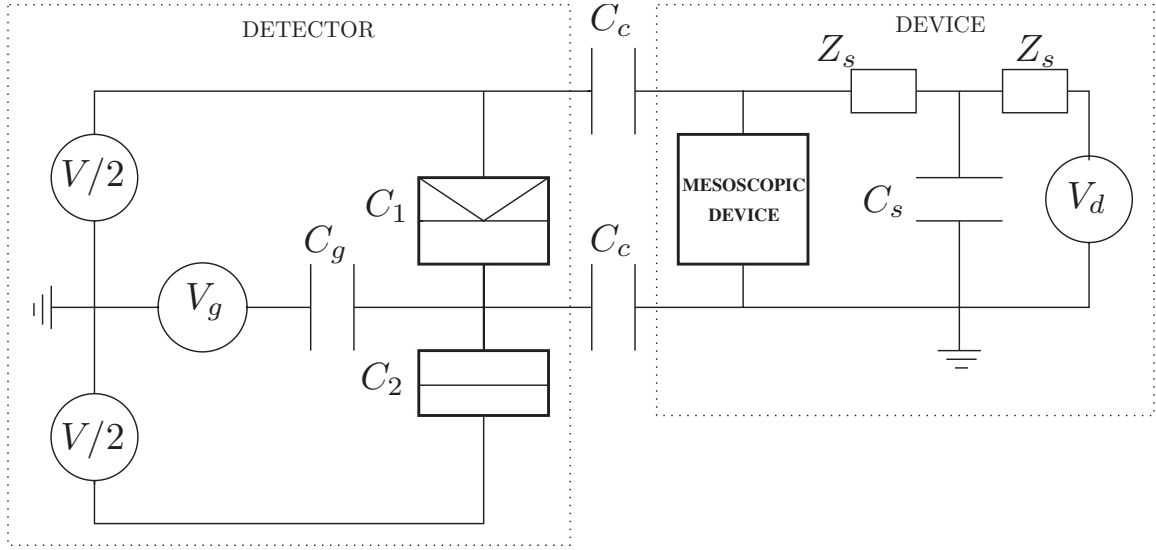 DETECTOR
C_c
DEVICE
Z_s
Z_s
V/2
C_1
MESOSCOPIC
DEVICE
C_s
V_d
C_g
C_c
V_g
C_2
V/2